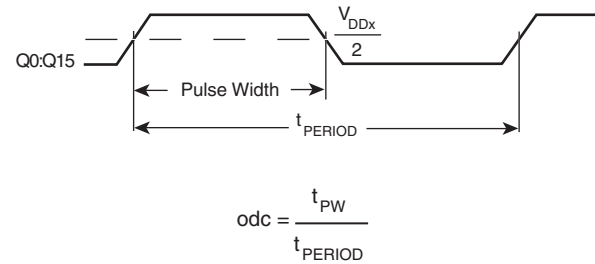 V_DDx
2
Q0:Q15
Pulse Width
t_PERIOD
odc = t_PW
t_PERIOD